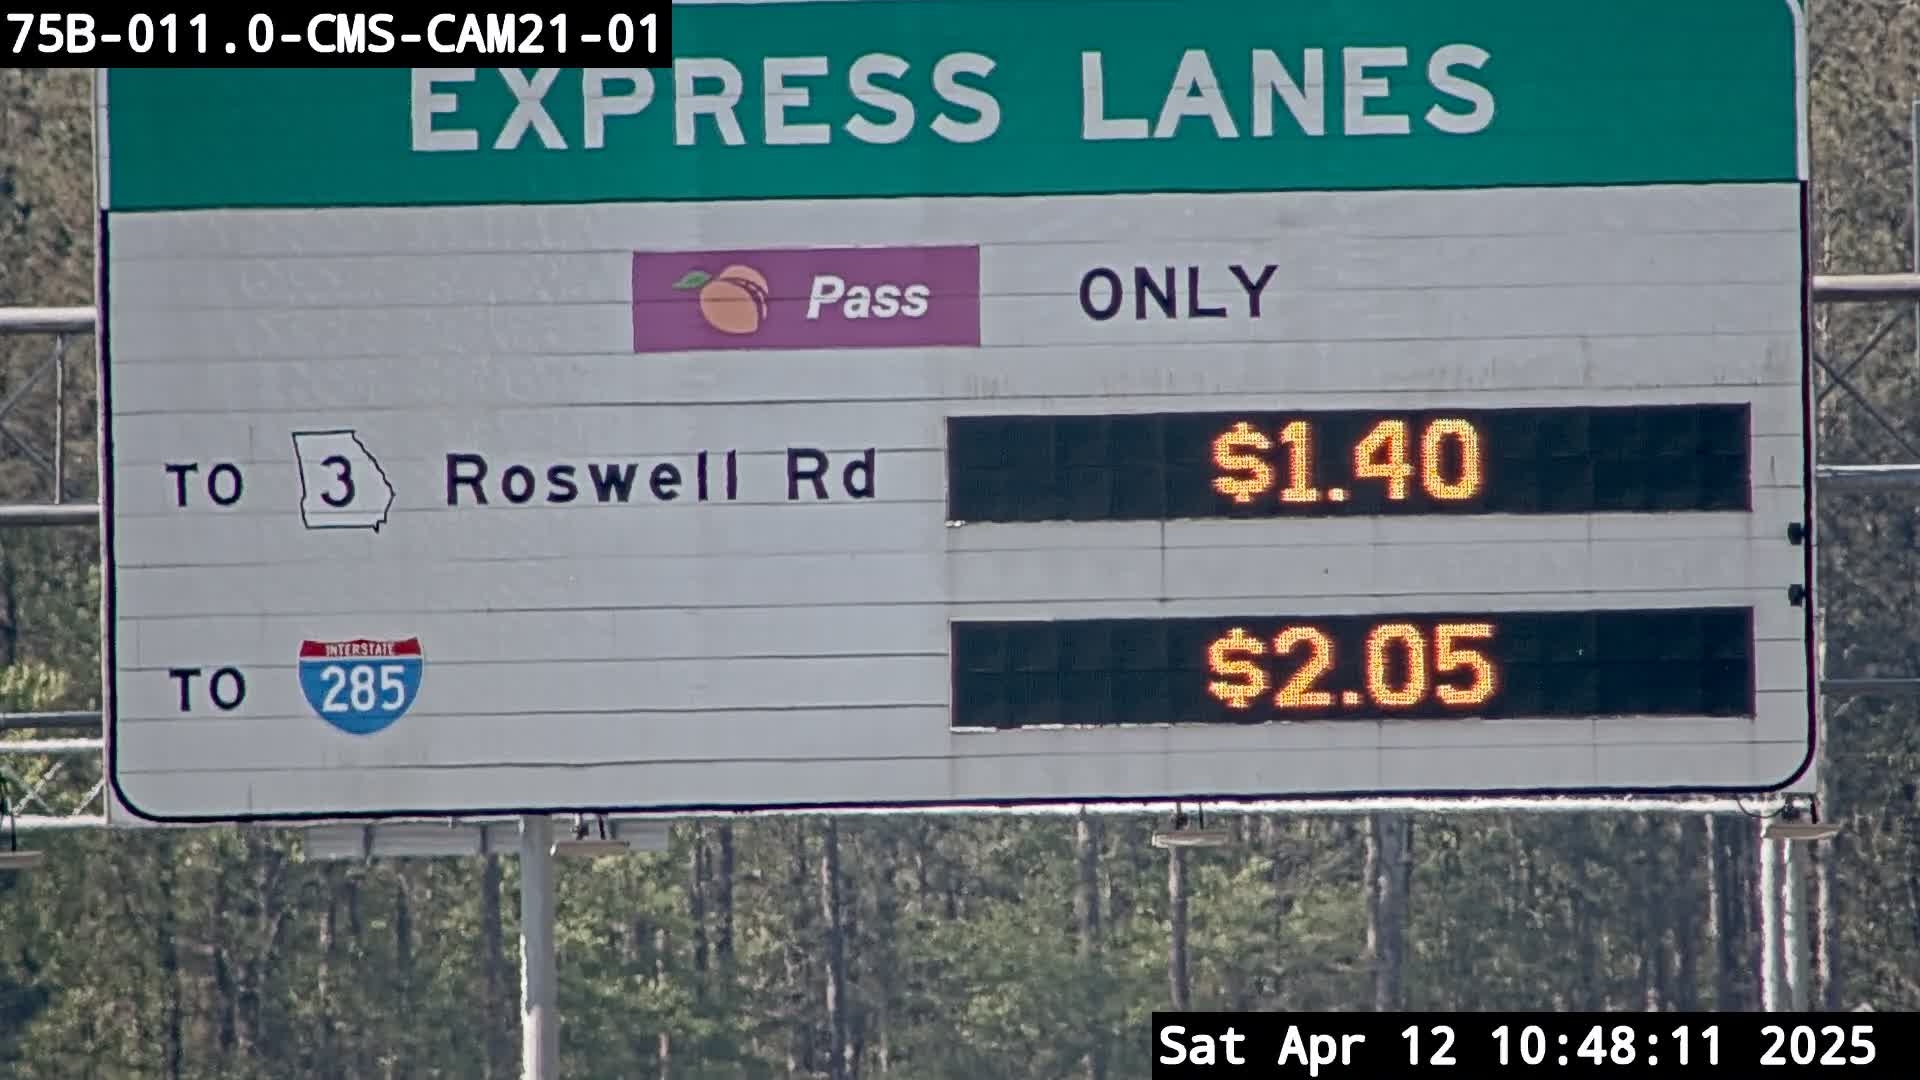 75B-011.0-CMS-CAM21-01
EXPRESS LANES
Pass ONLY
TO 3 Roswell Rd $1.40
TO INTERSTATE 285 $2.05
Sat Apr 12 10:48:11 2025